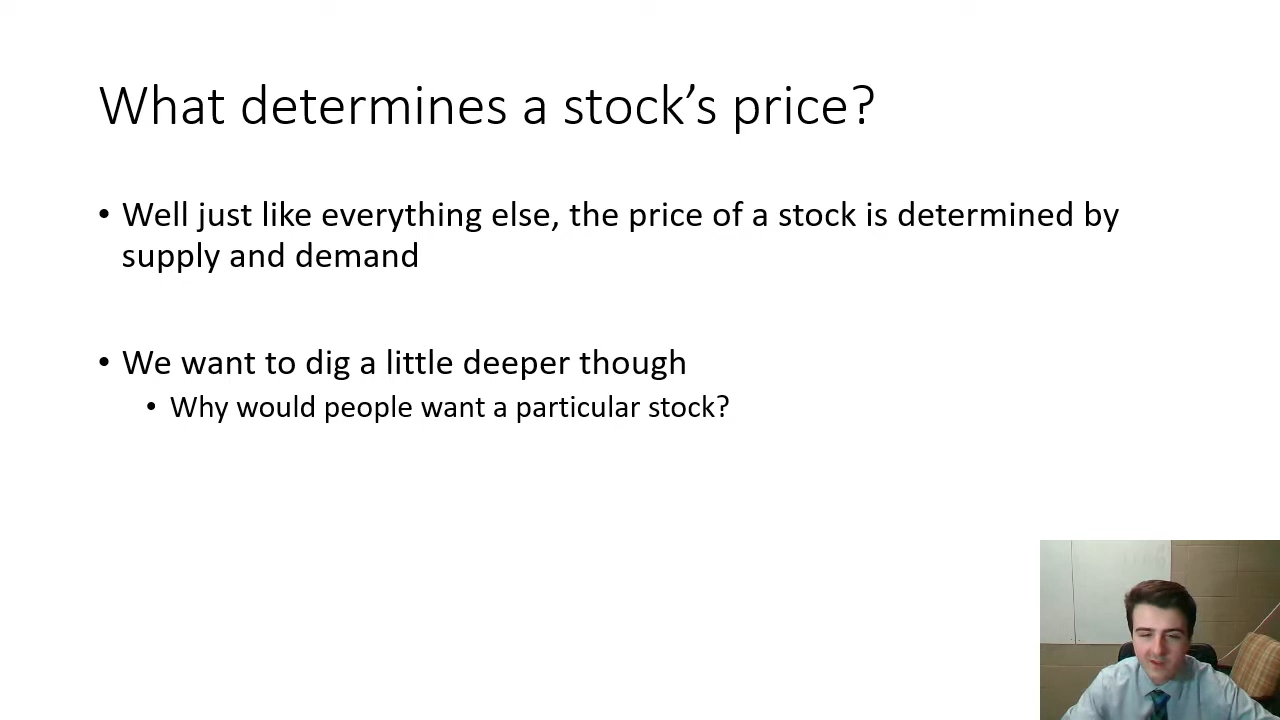 What determines a stock’s price?
• Well just like everything else, the price of a stock is determined by
supply and demand
• We want to dig a little deeper though
• Why would people want a particular stock?